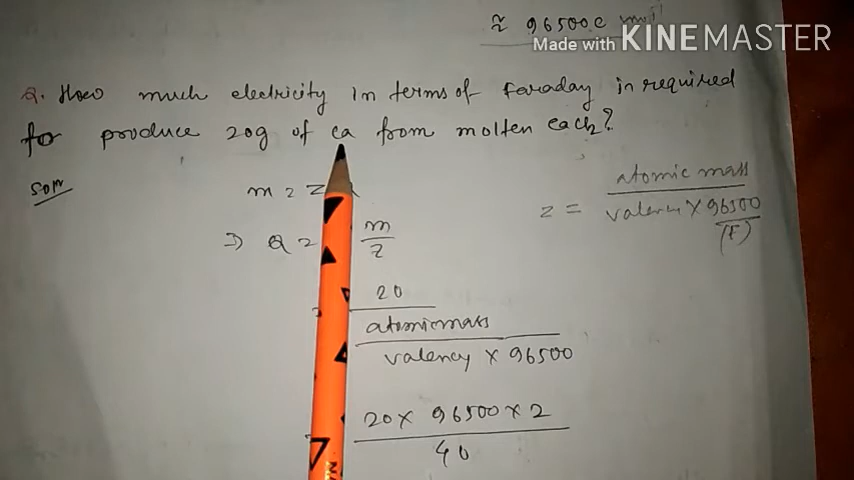 ≈ 96500C mol
Made with KINEMASTER
Q. How much electricity in terms of Faraday in required
for produce 20g of ca from molten cacl2?
Soln
m = Z
⇒ Q = m/z
z = atomic mass / valency × 96500 (F)
20
atomic mass
valency × 96500
20 × 96500 × 2
40